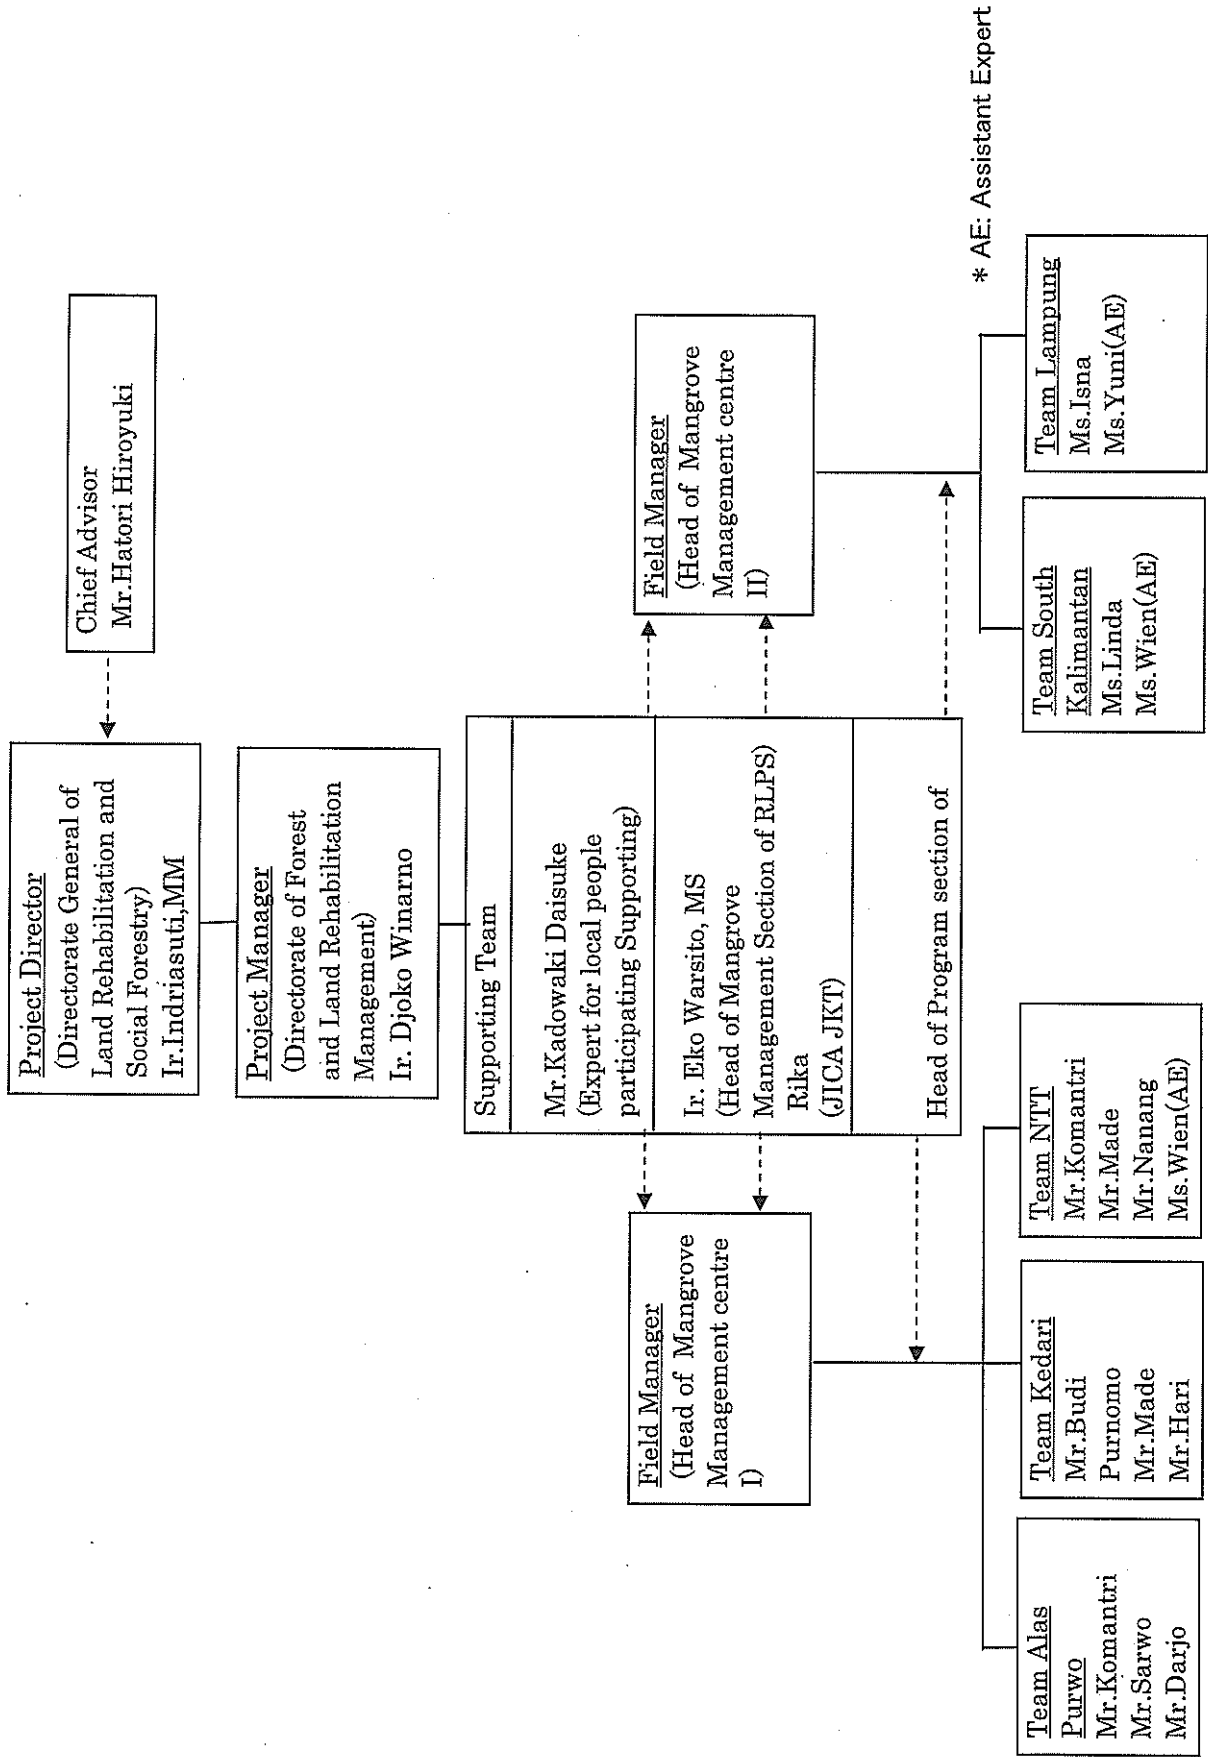 Chief Advisor
Mr.Hatori Hiroyuki
Project Director
(Directorate General of
Land Rehabilitation and
Social Forestry)
Ir.Indriasuti,MM
Project Manager
(Directorate of Forest
and Land Rehabilitation
Management)
Ir. Djoko Winarno
Supporting Team
Mr.Kadowaki Daisuke
(Expert for local people
participating Supporting)
Ir. Eko Warsito, MS
(Head of Mangrove
Management Section of RLPS)
Rika
(JICA JKT)
Head of Program section of
Field Manager
(Head of Mangrove
Management centre
I)
Field Manager
(Head of Mangrove
Management centre
II)
Team Alas
Purwo
Mr.Komantri
Mr.Sarwo
Mr.Darjo
Team Kedari
Mr.Budi
Purnomo
Mr.Made
Mr.Hari
Team NTT
Mr.Komantri
Mr.Made
Mr.Nanang
Ms.Wien(AE)
Team South
Kalimantan
Ms.Linda
Ms.Wien(AE)
Team Lampung
Ms.Isna
Ms.Yuni(AE)
* AE: Assistant Expert